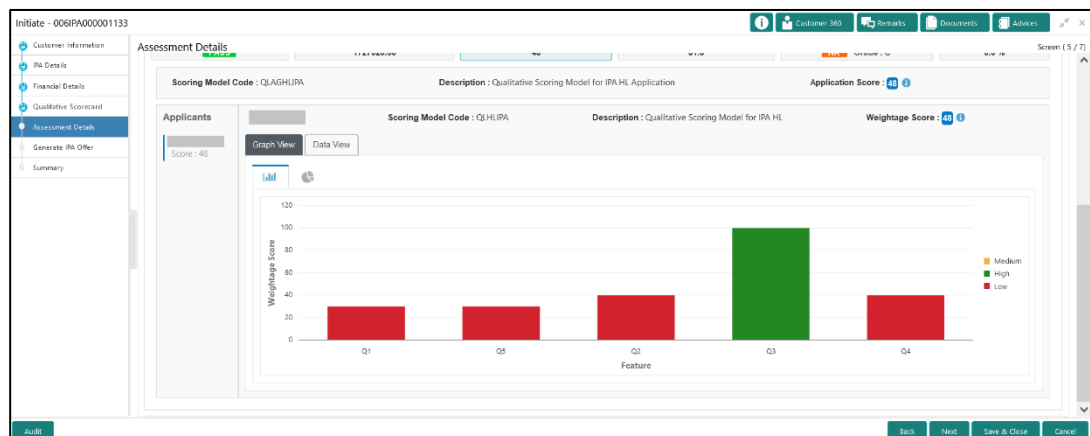 Initiate - 006IPA000001133
Customer 360
Remarks
Documents
Advices
Customer Information
IPA Details
Financial Details
Qualitative Scorecard
Assessment Details
Generate IPA Offer
Summary
Assessment Details
Screen ( 5 / 7)
Scoring Model Code : QLAGHLIPA
Description : Qualitative Scoring Model for IPA HL Application
Application Score : 48
Applicants
Score : 48
Scoring Model Code : QLHLIPA
Description : Qualitative Scoring Model for IPA HL
Weightage Score : 48
Graph View
Data View
120
100
80
60
40
20
0
Weightage Score
Q1
Q5
Q2
Q3
Q4
Feature
Medium
High
Low
Audit
Back
Next
Save & Close
Cancel